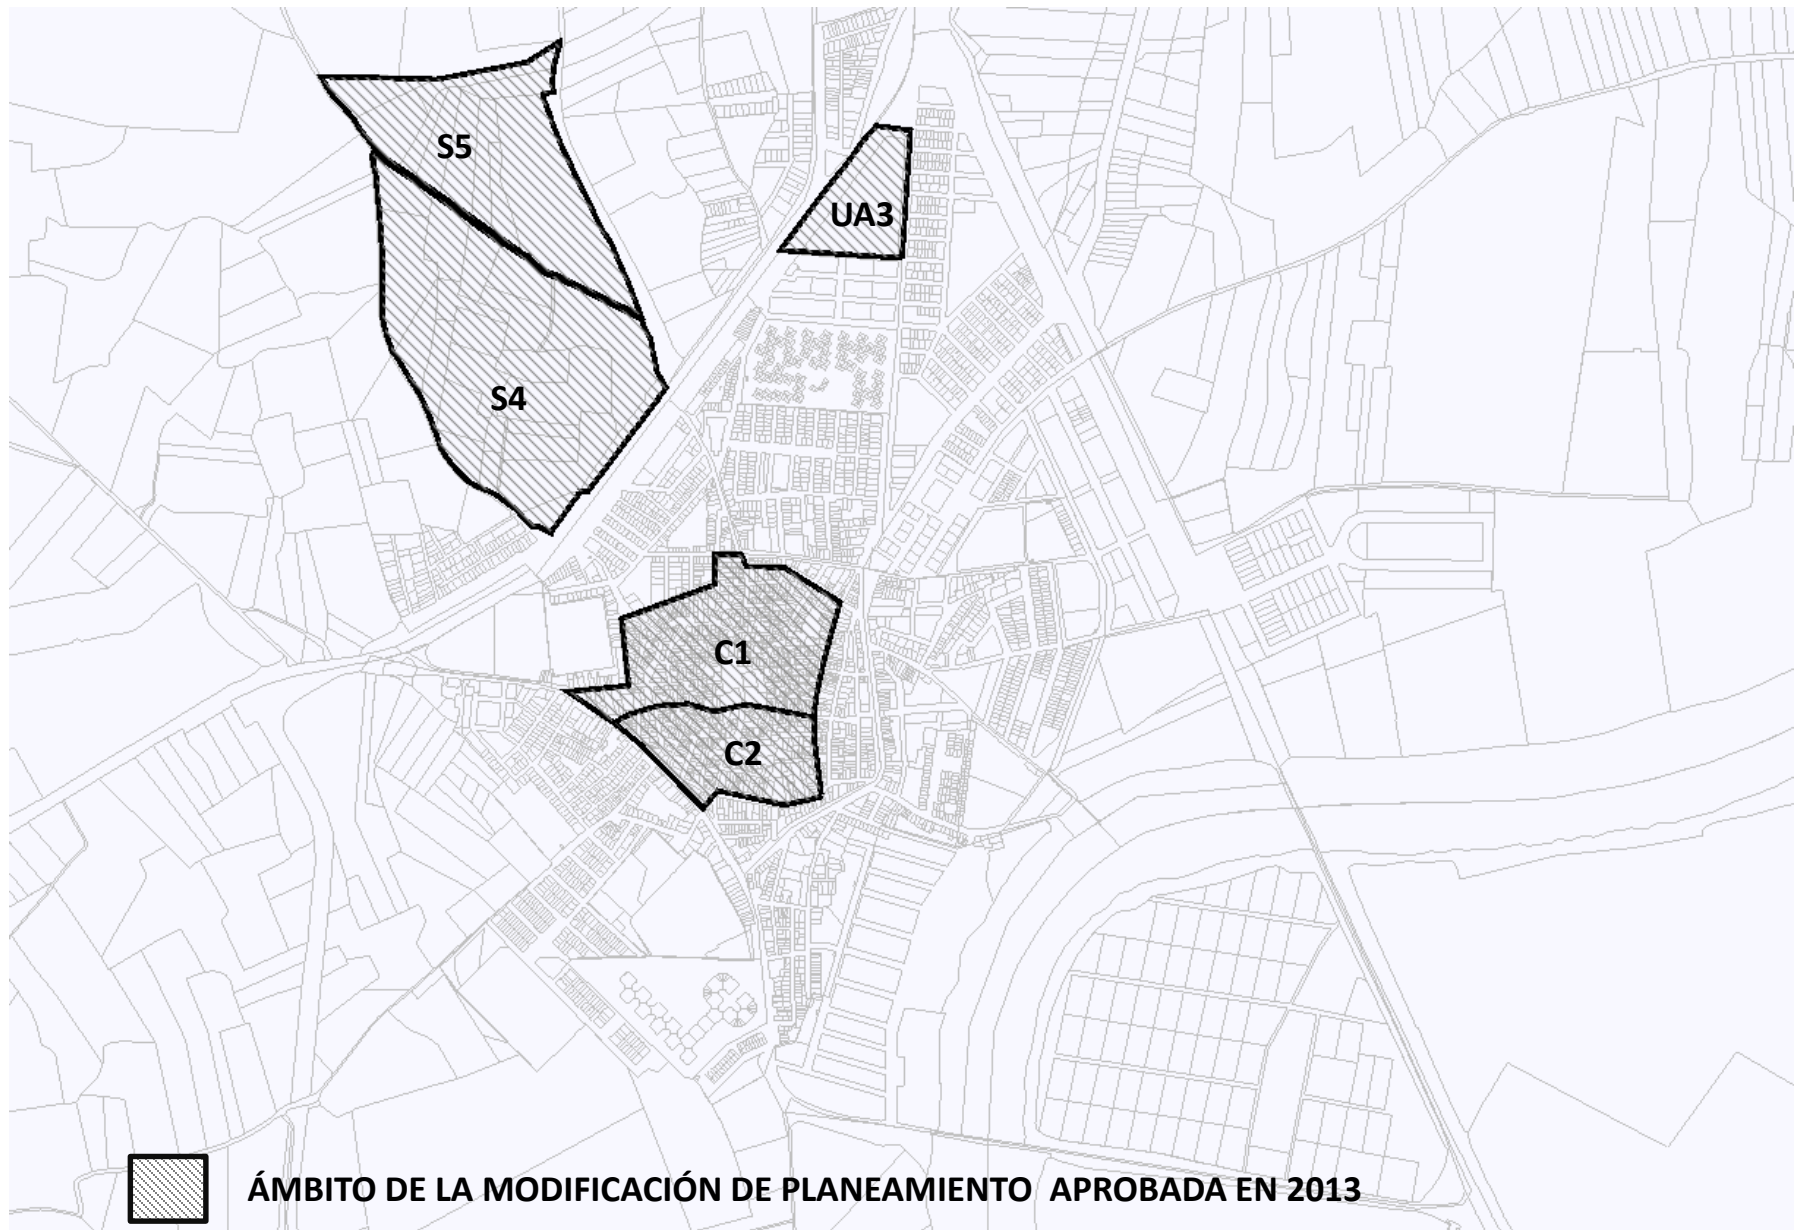 S5
UA3
S4
C1
C2
ÁMBITO DE LA MODIFICACIÓN DE PLANEAMIENTO APROBADA EN 2013